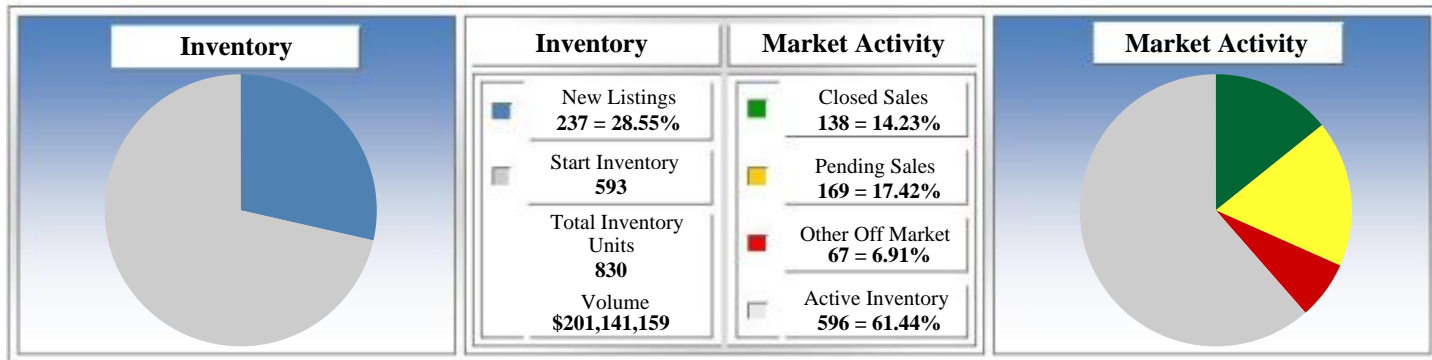 Inventory
Inventory
New Listings
237 = 28.55%
Start Inventory
593
Total Inventory
Units
830
Volume
$201,141,159
Market Activity
Closed Sales
138 = 14.23%
Pending Sales
169 = 17.42%
Other Off Market
67 = 6.91%
Active Inventory
596 = 61.44%
Market Activity